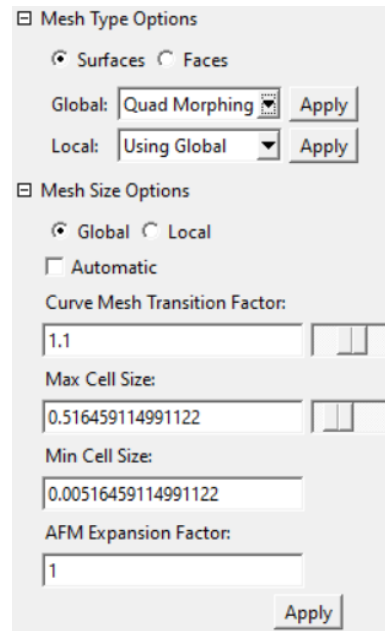 Mesh Type Options
Surfaces Faces
Global: Quad Morphing Apply
Local: Using Global Apply
Mesh Size Options
Global Local
Automatic
Curve Mesh Transition Factor:
1.1
Max Cell Size:
0.516459114991122
Min Cell Size:
0.00516459114991122
AFM Expansion Factor:
1
Apply